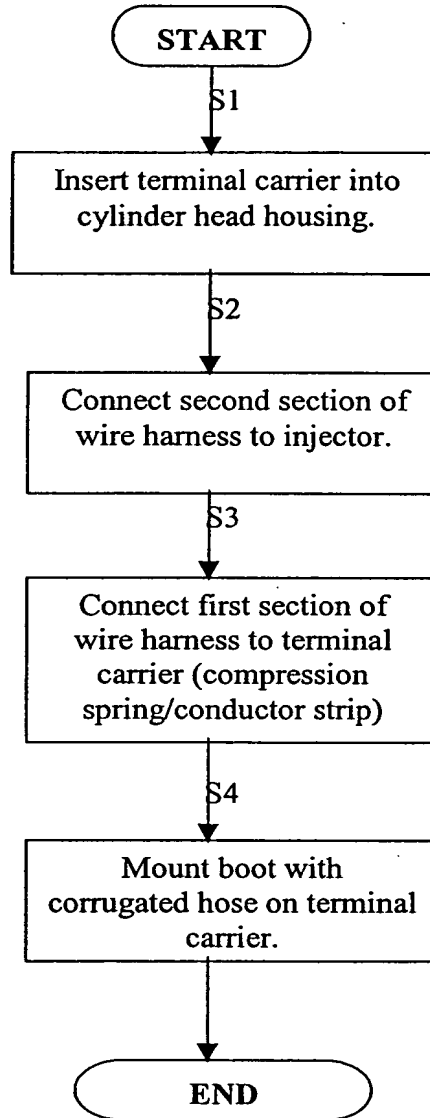 START
S1
Insert terminal carrier into
cylinder head housing.
S2
Connect second section of
wire harness to injector.
S3
Connect first section of
wire harness to terminal
carrier (compression
spring/conductor strip)
S4
Mount boot with
corrugated hose on terminal
carrier.
END